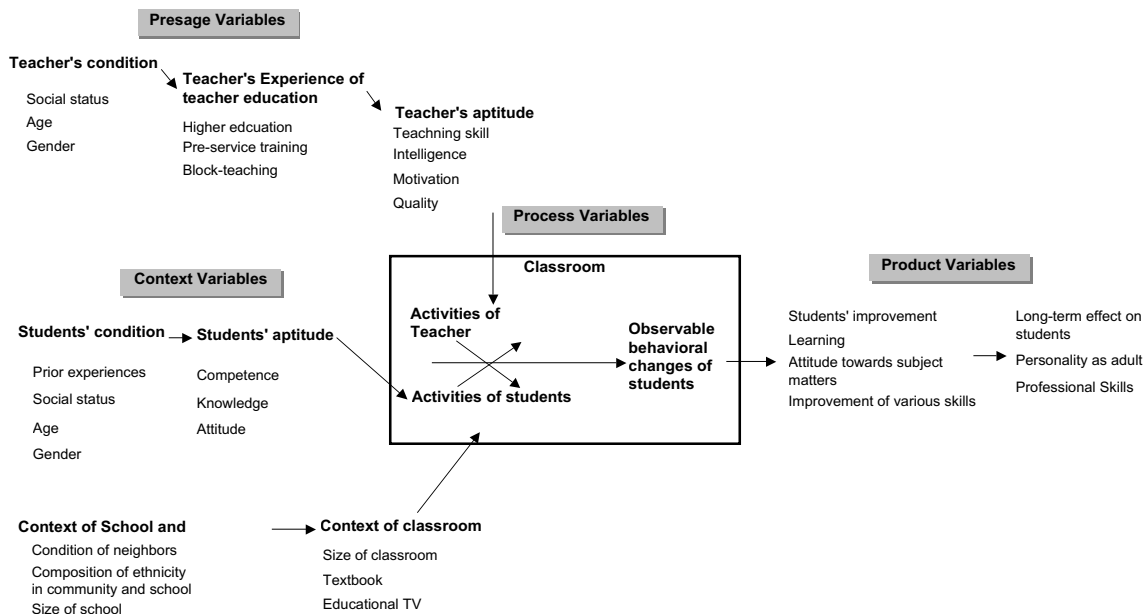 Presage Variables
Teacher's condition
Social status
Age
Gender
Teacher's Experience of
teacher education
Higher edcuation
Pre-service training
Block-teaching
Teacher's aptitude
Teachning skill
Intelligence
Motivation
Quality
Process Variables
Context Variables
Students' condition
Prior experiences
Social status
Age
Gender
Students' aptitude
Competence
Knowledge
Attitude
Classroom
Activities of
Teacher
Activities of students
Observable
behavioral
changes of
students
Product Variables
Students' improvement
Learning
Attitude towards subject
matters
Improvement of various skills
Long-term effect on
students
Personality as adult
Professional Skills
Context of School and
Condition of neighbors
Composition of ethnicity
in community and school
Size of school
Context of classroom
Size of classroom
Textbook
Educational TV